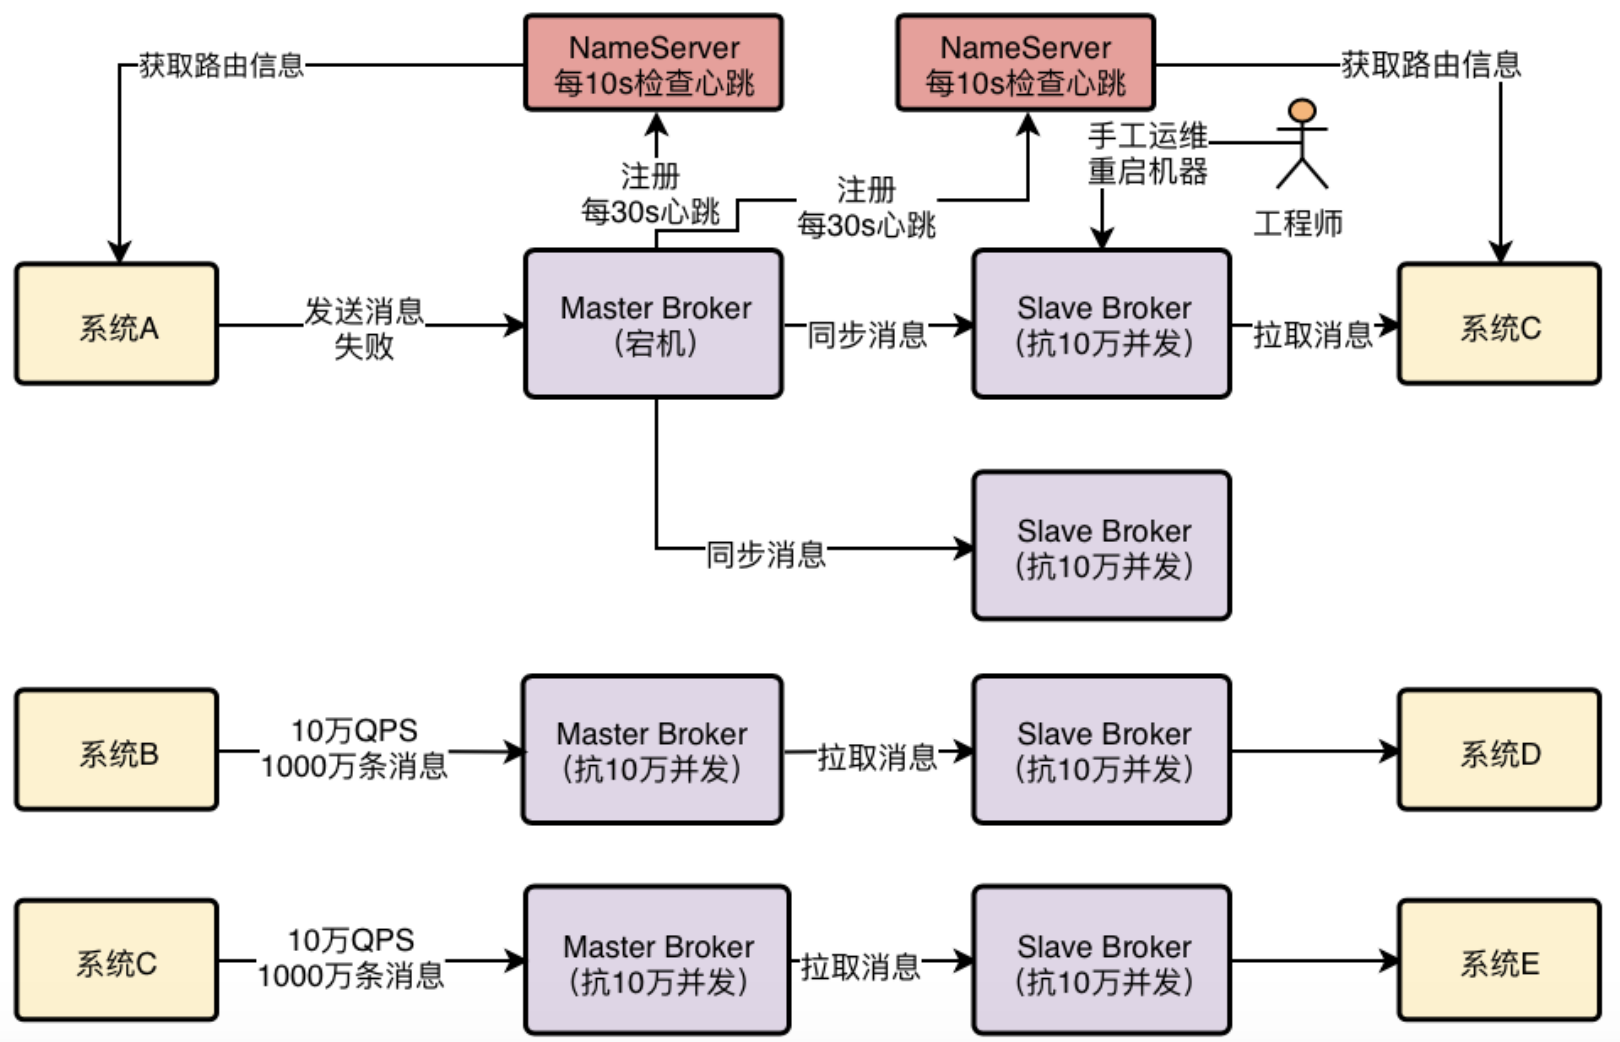 NameServer
每10s检查心跳
NameServer
每10s检查心跳
获取路由信息
获取路由信息
手工运维
重启机器
工程师
注册
每30s心跳
注册
每30s心跳
系统A
发送消息
失败
Master Broker
（宕机）
同步消息
Slave Broker
（抗10万并发）
拉取消息
系统C
同步消息
Slave Broker
（抗10万并发）
系统B
10万QPS
1000万条消息
Master Broker
（抗10万并发）
拉取消息
Slave Broker
（抗10万并发）
系统D
系统C
10万QPS
1000万条消息
Master Broker
（抗10万并发）
拉取消息
Slave Broker
（抗10万并发）
系统E